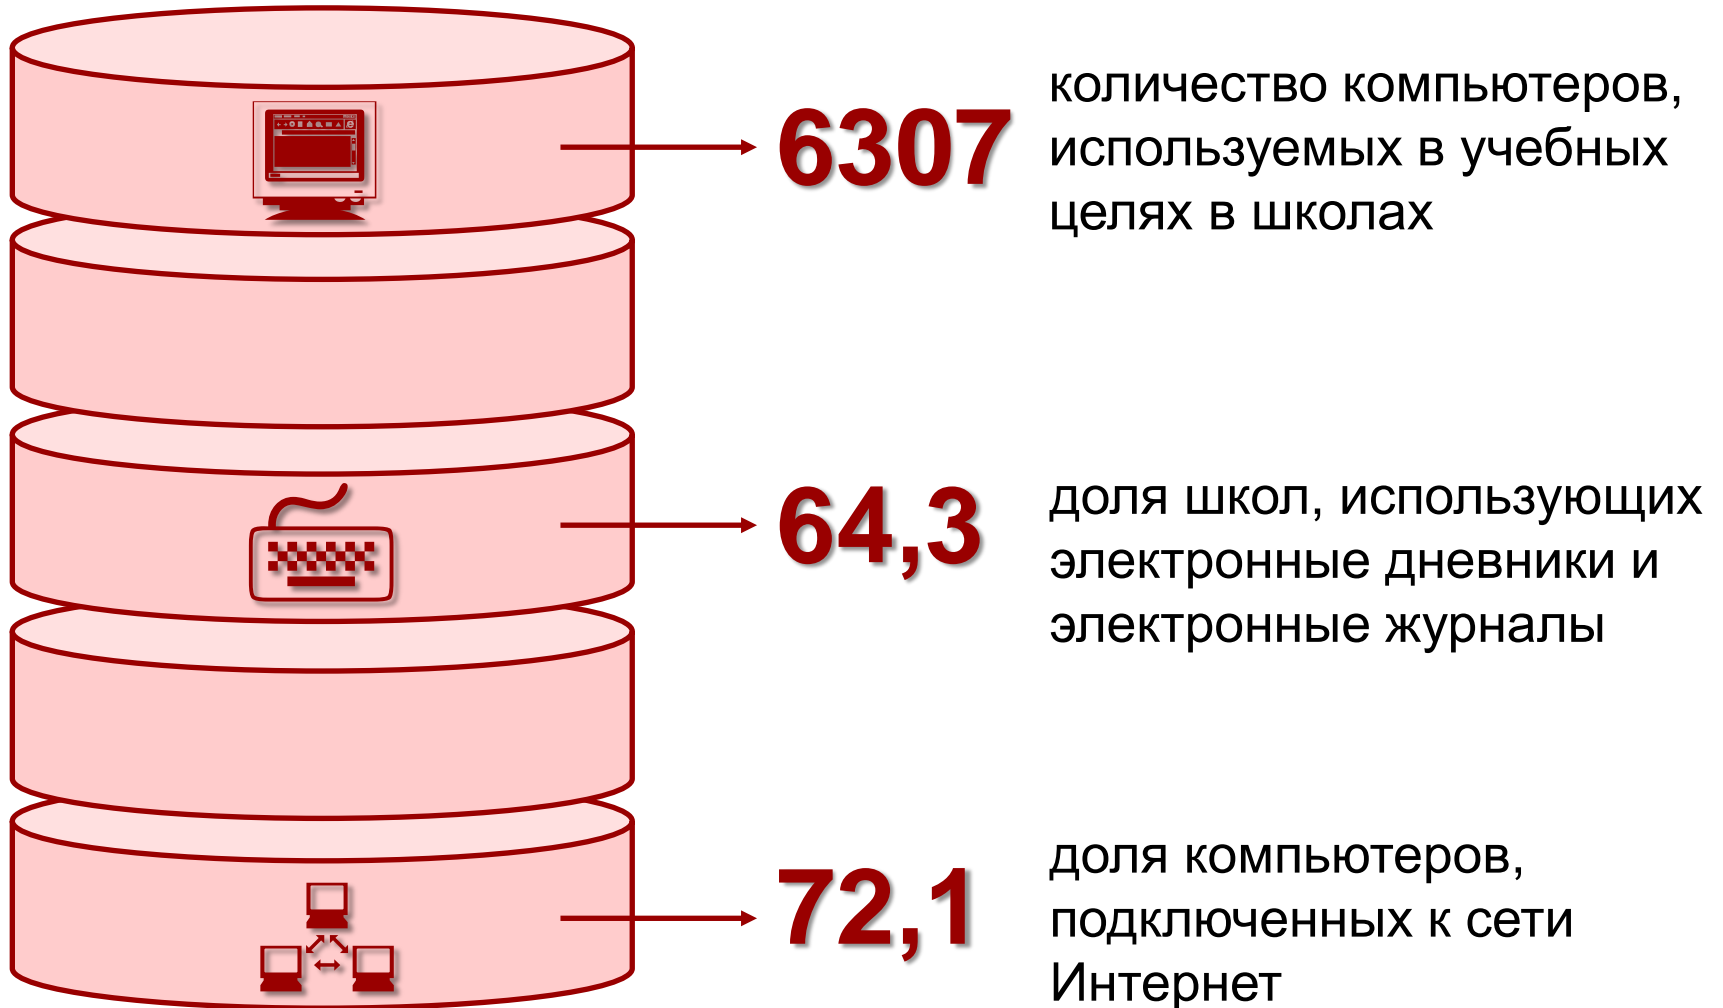 6307
количество компьютеров,
используемых в учебных
целях в школах
64,3
доля школ, использующих
электронные дневники и
электронные журналы
72,1
доля компьютеров,
подключенных к сети
Интернет